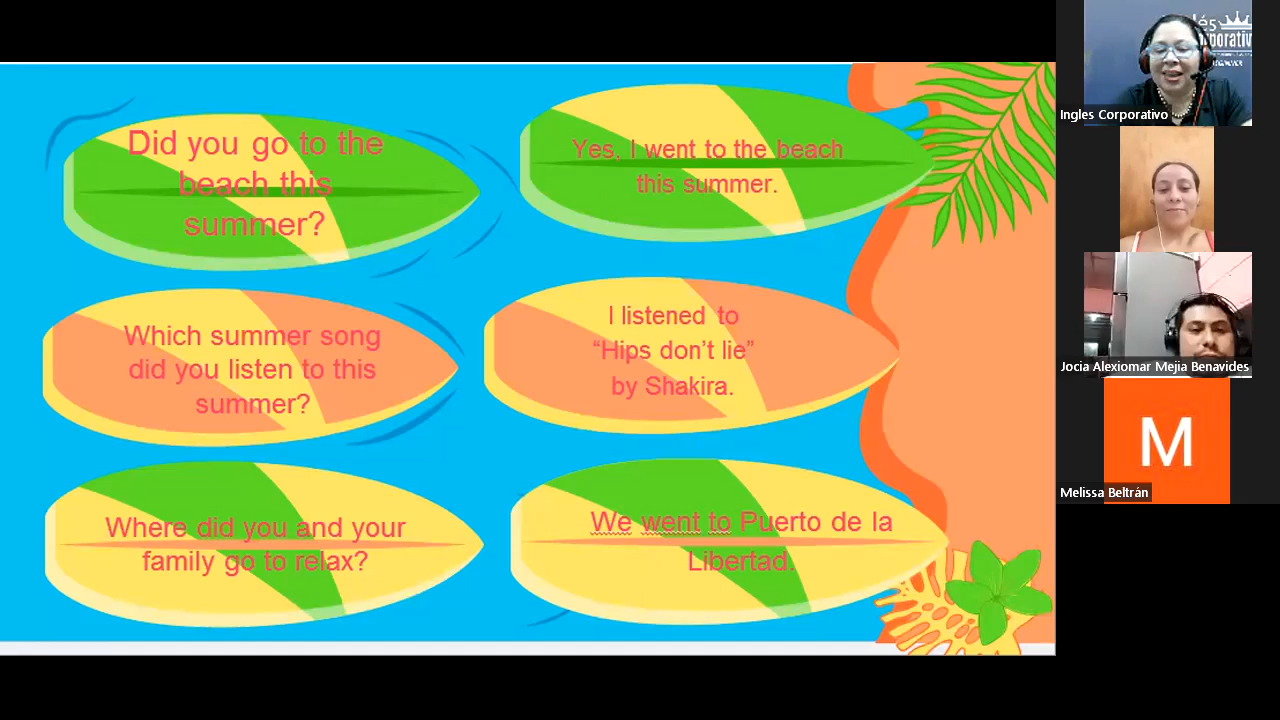 Did you go to the
beach this
summer?
Yes, I went to the beach
this summer.
Which summer song
did you listen to this
summer?
I listened to
“Hips don’t lie”
by Shakira.
Where did you and your
family go to relax?
We went to Puerto de la
Libertad.
Ingles Corporativo
Jocia Alexiomar Mejia Benavides
M
Melissa Beltrán